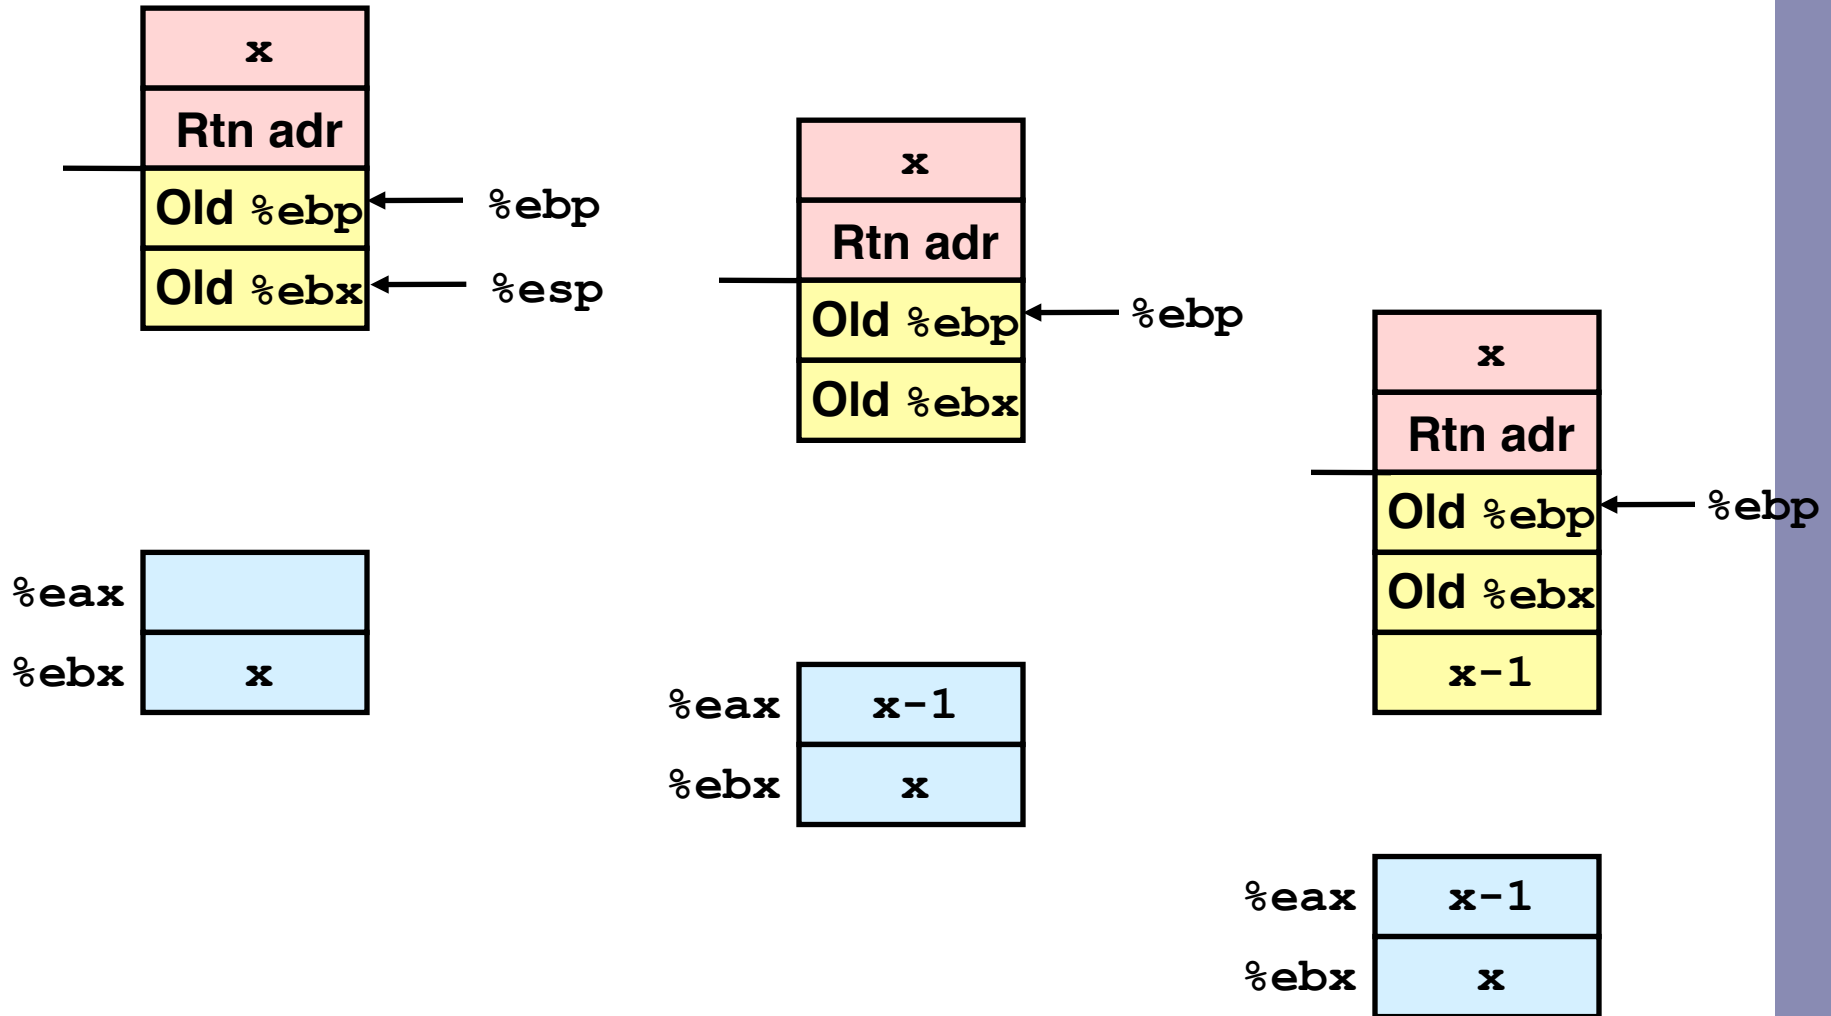 x
Rtn adr
Old %ebp %ebp
Old %ebx %esp
%eax
%ebx x
x
Rtn adr
Old %ebp %ebp
Old %ebx
%eax x-1
%ebx x
x
Rtn adr
Old %ebp %ebp
Old %ebx
x-1
%eax x-1
%ebx x